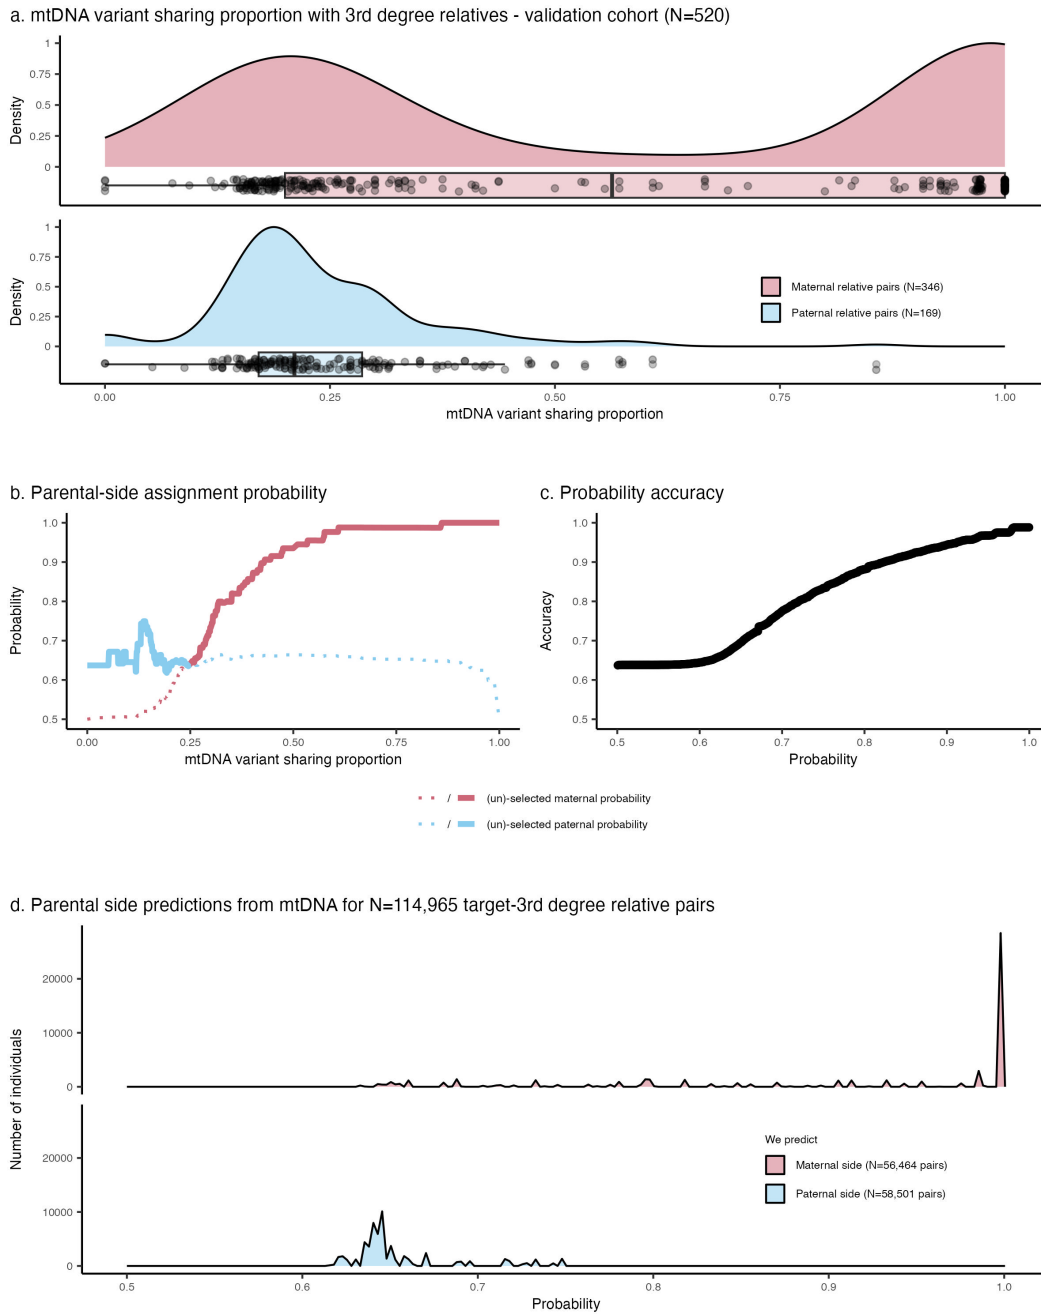 a. mtDNA variant sharing proportion with 3rd degree relatives - validation cohort (N=520)
1
0.75
0.5
0.25
0
Density
1
0.75
0.5
0.25
0
Density
Maternal relative pairs (N=346)
Paternal relative pairs (N=169)
0.00 0.25 0.50 0.75 1.00
mtDNA variant sharing proportion
b. Parental-side assignment probability
1.0
0.9
0.8
0.7
0.6
0.5
Probability
0.00 0.25 0.50 0.75 1.00
mtDNA variant sharing proportion
c. Probability accuracy
1.0
0.9
0.8
0.7
0.6
0.5
Accuracy
0.5 0.6 0.7 0.8 0.9 1.0
Probability
/ (un)-selected maternal probability
/ (un)-selected paternal probability
d. Parental side predictions from mtDNA for N=114,965 target-3rd degree relative pairs
20000
10000
0
Number of individuals
20000
10000
0
We predict
Maternal side (N=56,464 pairs)
Paternal side (N=58,501 pairs)
0.5 0.6 0.7 0.8 0.9 1.0
Probability